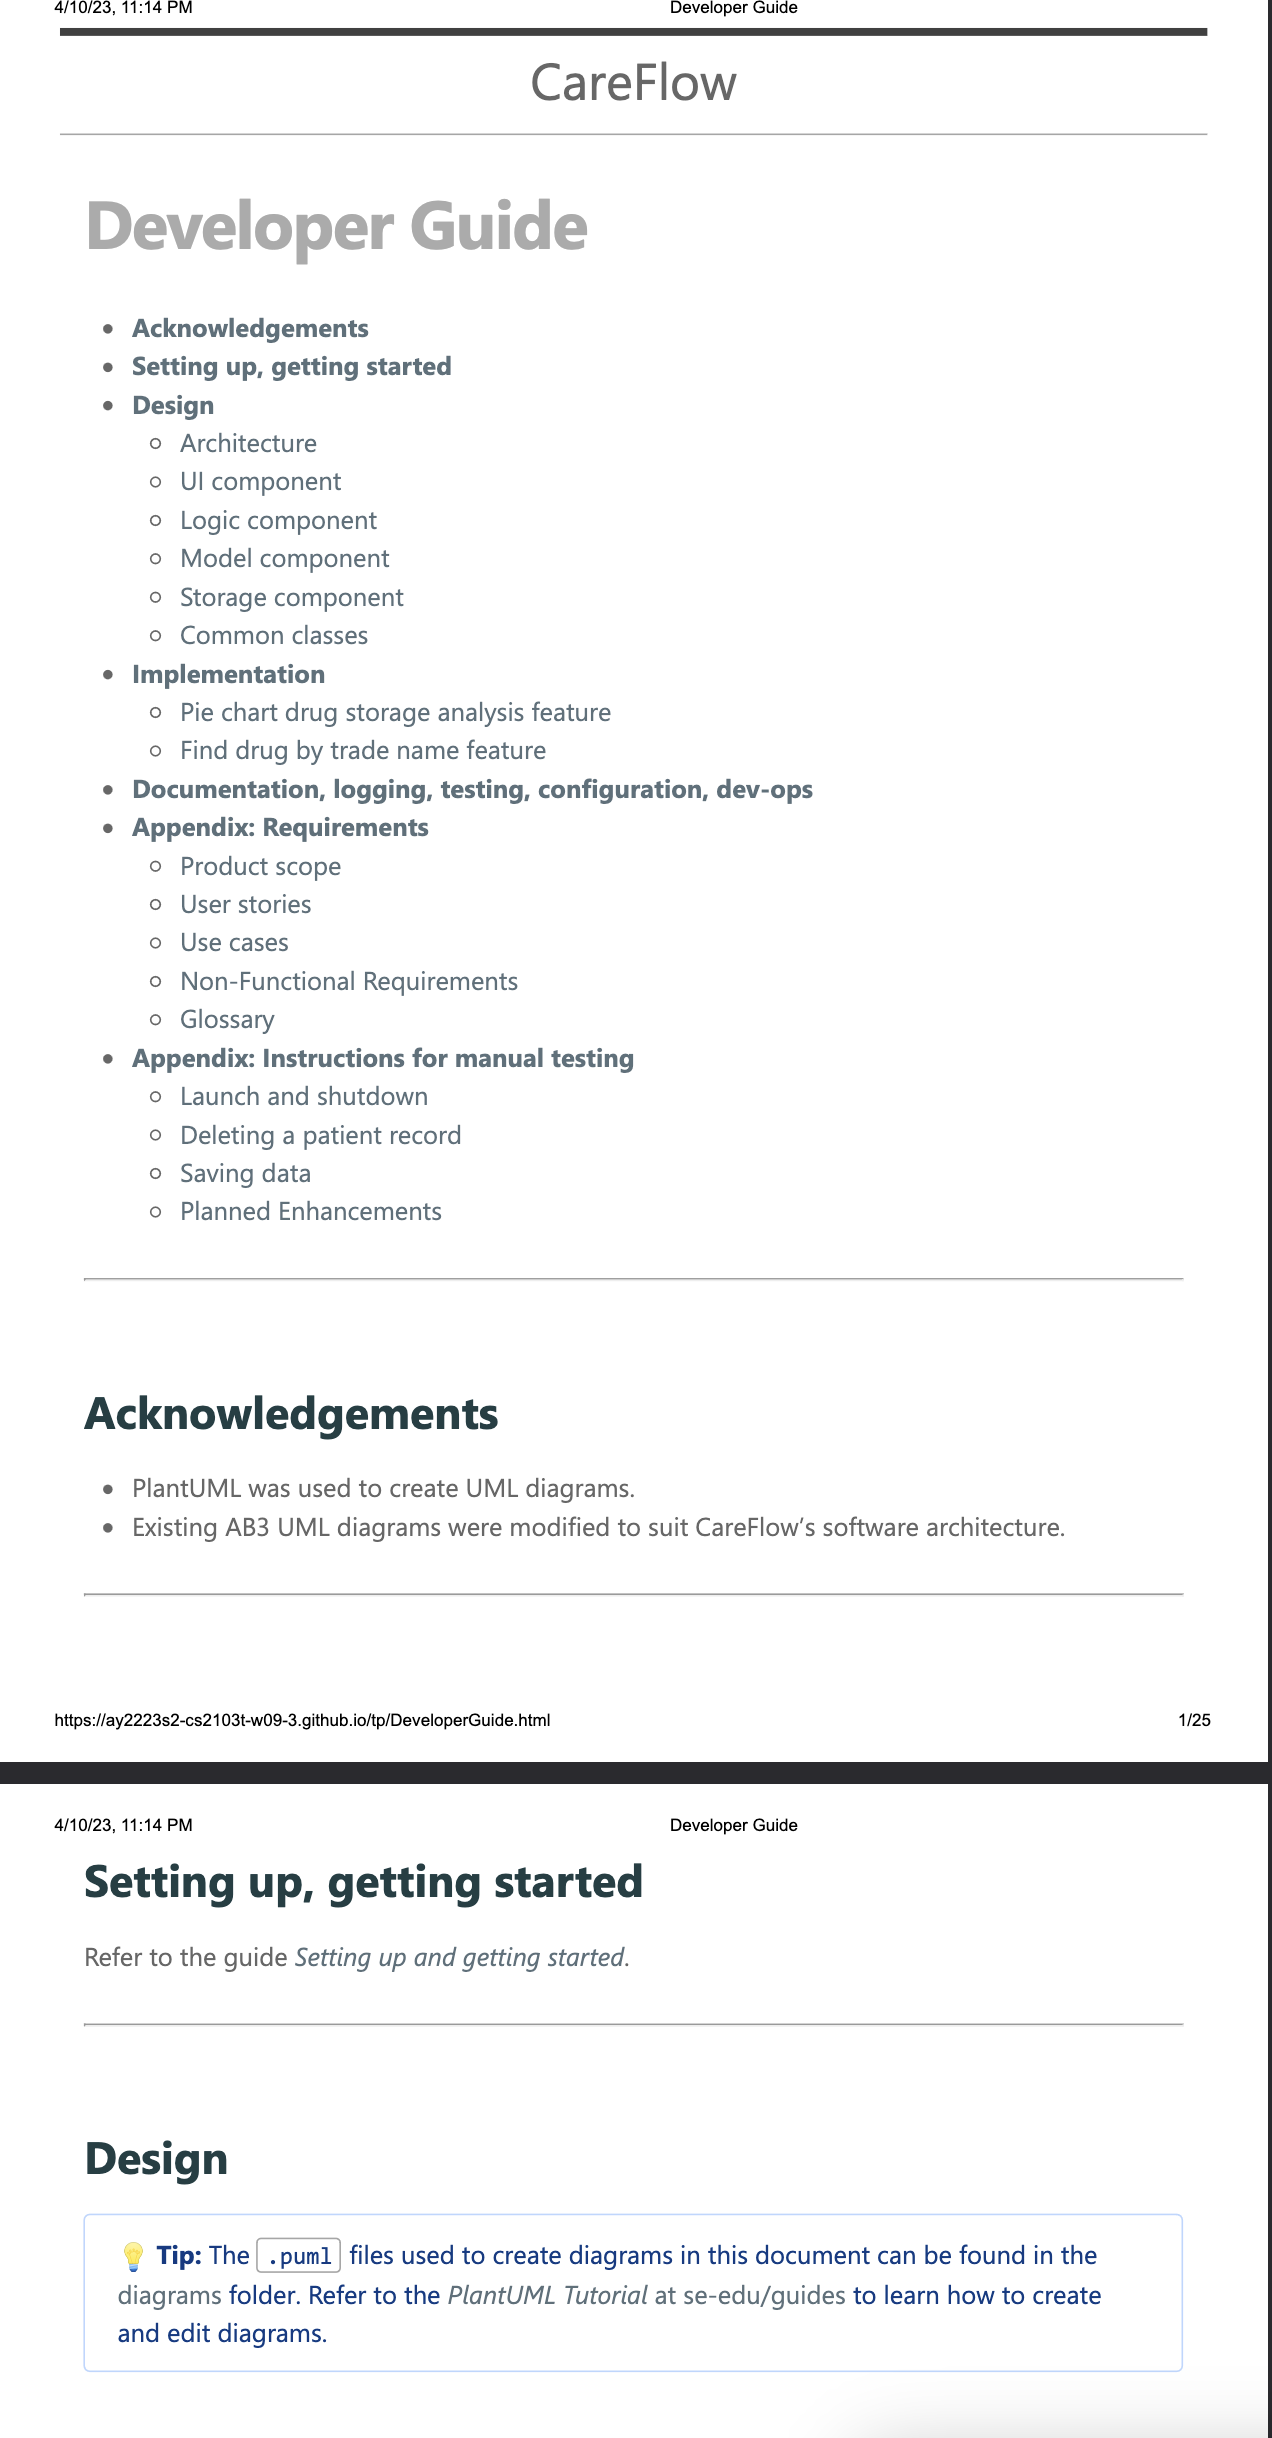 4/10/23, 11:14 PM
Developer Guide
CareFlow
Developer Guide
Acknowledgements
Setting up, getting started
Design
Architecture
UI component
Logic component
Model component
Storage component
Common classes
Implementation
Pie chart drug storage analysis feature
Find drug by trade name feature
Documentation, logging, testing, configuration, dev-ops
Appendix: Requirements
Product scope
User stories
Use cases
Non-Functional Requirements
Glossary
Appendix: Instructions for manual testing
Launch and shutdown
Deleting a patient record
Saving data
Planned Enhancements
Acknowledgements
PlantUML was used to create UML diagrams.
Existing AB3 UML diagrams were modified to suit CareFlow’s software architecture.
https://ay2223s2-cs2103t-w09-3.github.io/tp/DeveloperGuide.html
1/25
4/10/23, 11:14 PM
Developer Guide
Setting up, getting started
Refer to the guide Setting up and getting started.
Design
Tip: The .puml files used to create diagrams in this document can be found in the
diagrams folder. Refer to the PlantUML Tutorial at se-edu/guides to learn how to create
and edit diagrams.